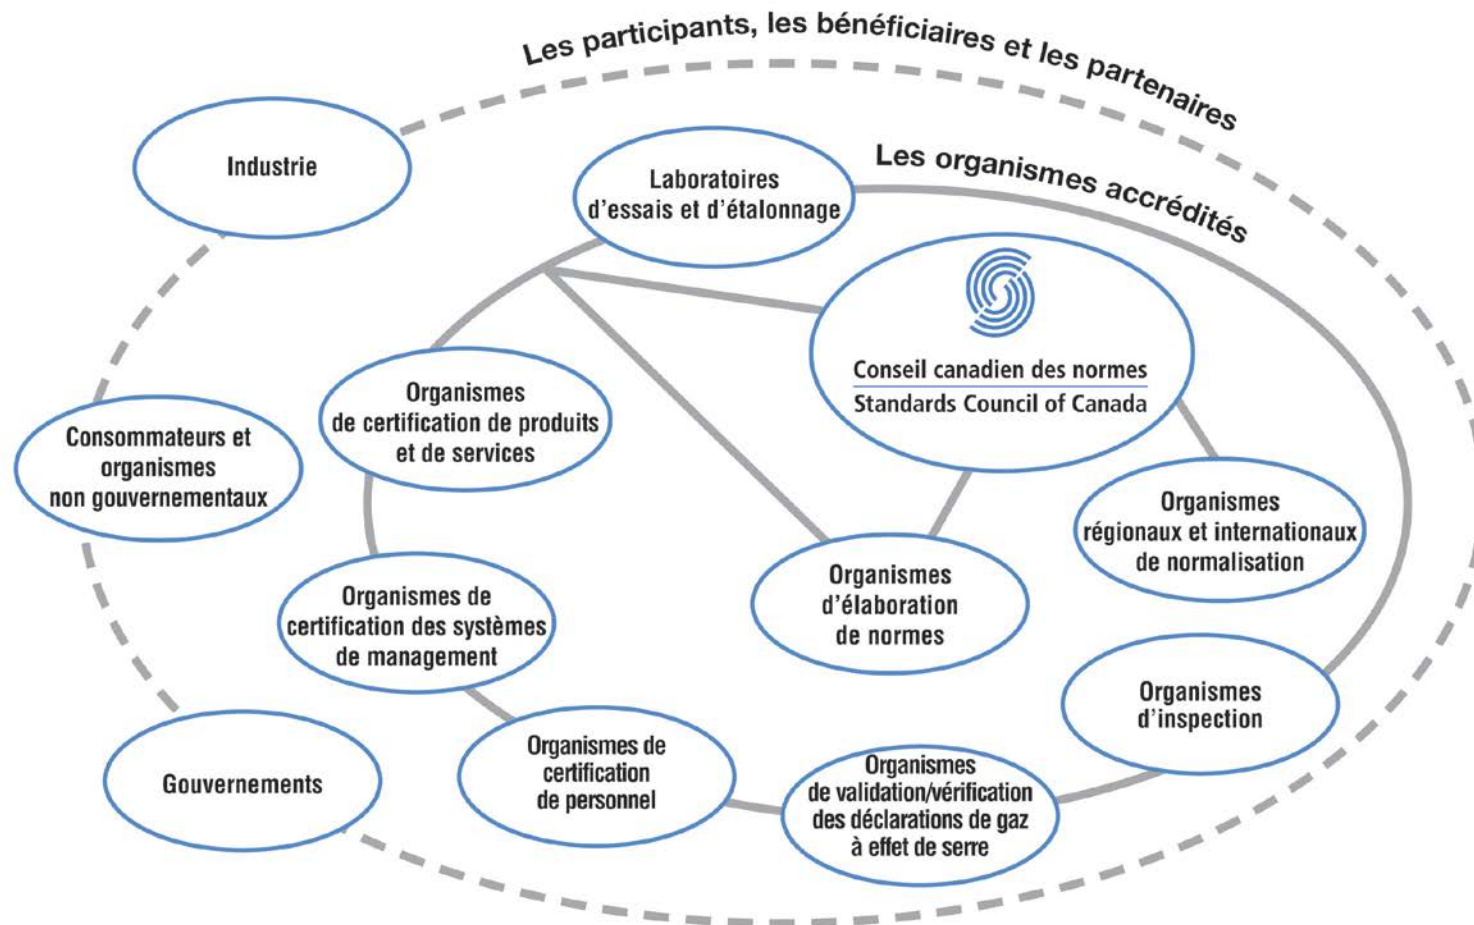 Les participants, les bénéficiaires et les partenaires
Les organismes accrédités
Industrie
Laboratoires
d'essais et d'étalonnage
Conseil canadien des normes
Standards Council of Canada
Organismes
de certification de produits
et de services
Consommateurs et
organismes
non gouvernementaux
Organismes
régionaux et internationaux
de normalisation
Organismes
d'élaboration
de normes
Organismes de
certification des systèmes
de management
Organismes
d'inspection
Gouvernements
Organismes de
certification
de personnel
Organismes
de validation/vérification
des déclarations de gaz
à effet de serre